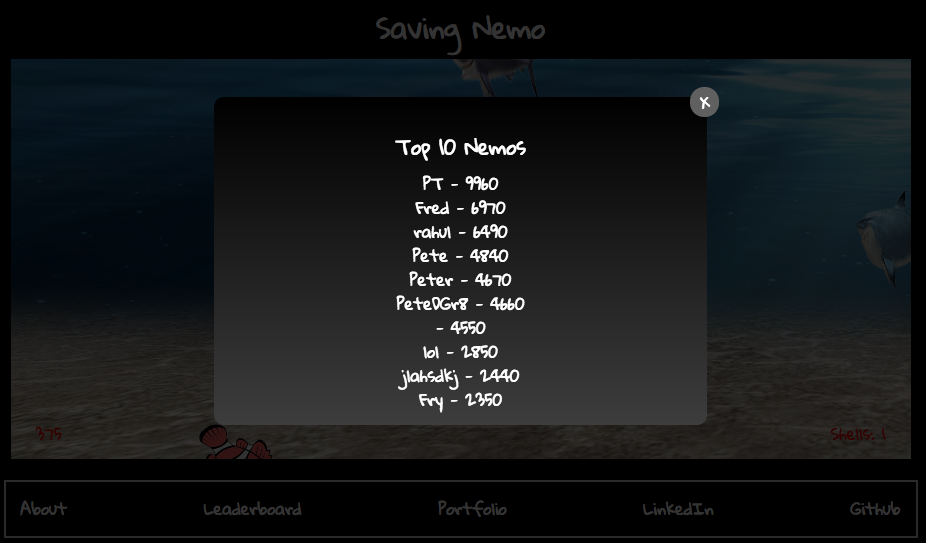 Saving Nemo
X
Top 10 Nemos
PT - 9960
Fred - 6970
rahul - 6490
Pete - 4840
Peter - 4670
PeteDGr8 - 4660
- 4550
lol - 2850
jlahsdkj - 2440
Fry - 2350
375
Shells: 1
About
Leaderboard
Portfolio
LinkedIn
Github